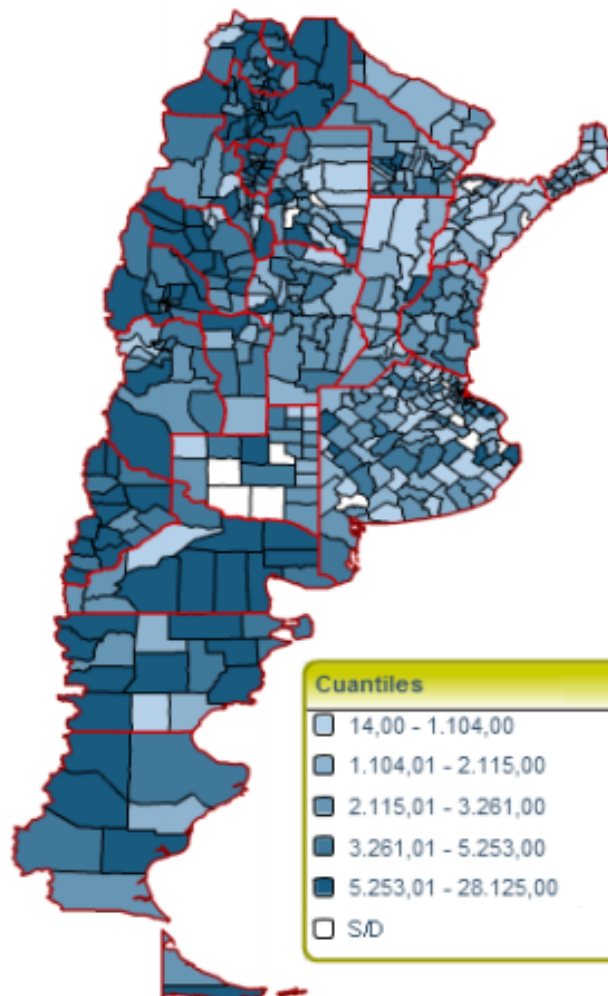 Cuantiles
14,00 - 1.104,00
1.104,01 - 2.115,00
2.115,01 - 3.261,00
3.261,01 - 5.253,00
5.253,01 - 28.125,00
S/D